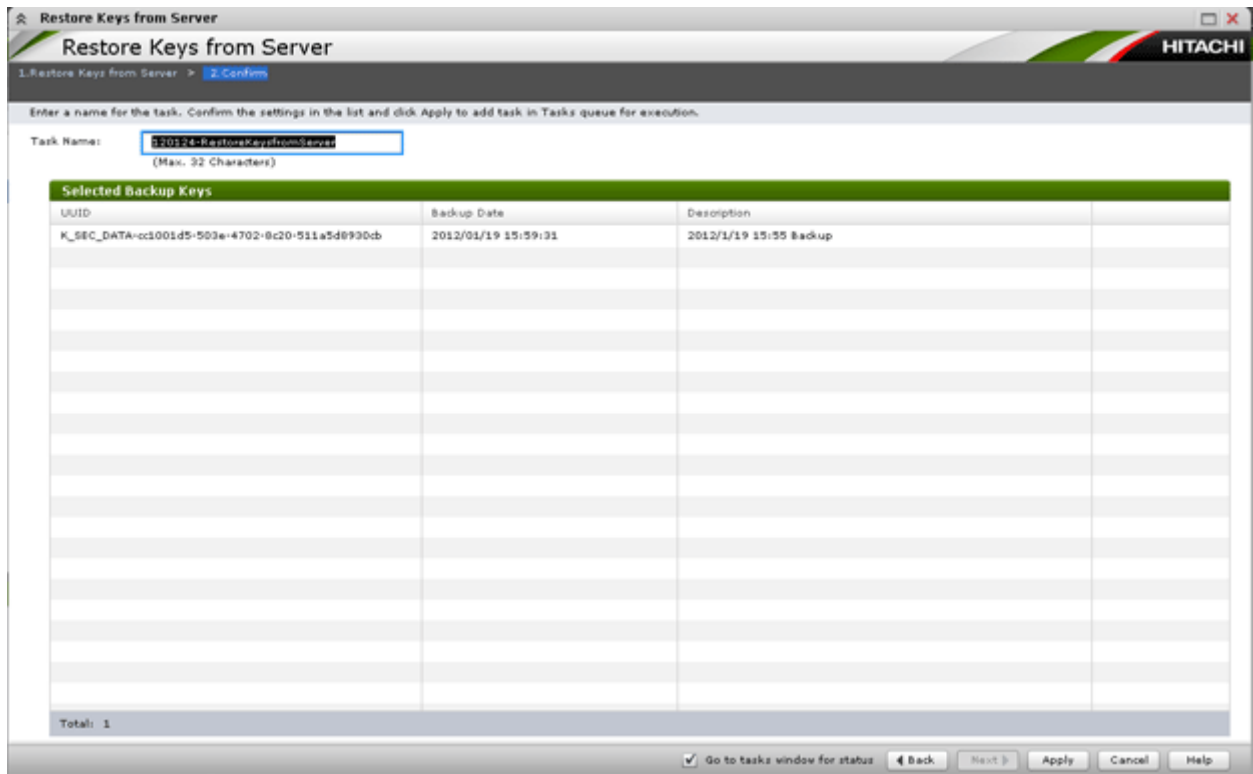 Restore Keys from Server
Restore Keys from Server
HITACHI
1.Restore Keys from Server > 2.Confirm
Enter a name for the task. Confirm the settings in the list and click Apply to add task in Tasks queue for execution.
Task Name: 120124-RestoreKeysfromServer
(Max. 32 Characters)
Selected Backup Keys
UUID Backup Date Description
K_SEC_DATA-cc1001d5-503e-4702-8c20-511a5d8930cb 2012/01/19 15:59:31 2012/1/19 15:55 Backup
Total: 1
Go to tasks window for status Back Next Apply Cancel Help